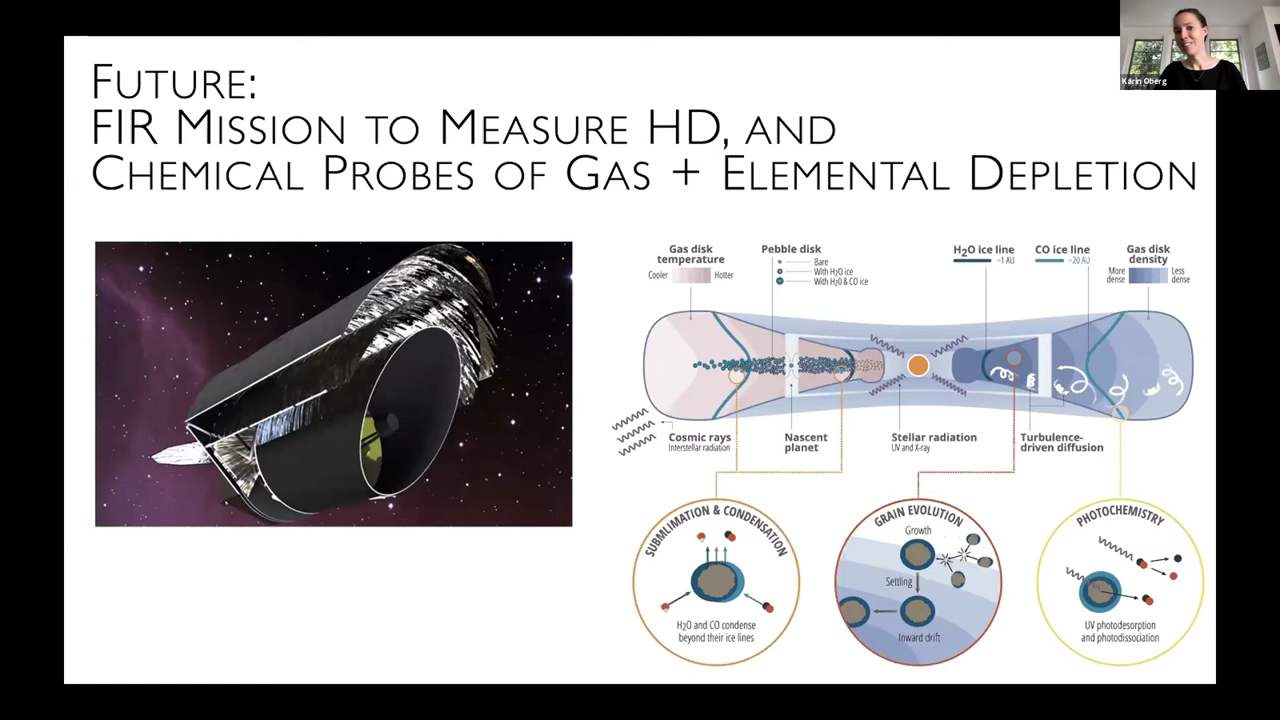 FUTURE:
FIR MISSION TO MEASURE HD, AND
CHEMICAL PROBES OF GAS + ELEMENTAL DEPLETION
Karin Oberg
Gas disk
temperature
Cooler
Hotter
Pebble disk
Bare
With H2O ice
With H2O & CO ice
H2O ice line
~1 AU
CO ice line
~20 AU
Gas disk
density
More
dense
Less
dense
Cosmic rays
Interstellar radiation
Nascent
planet
Stellar radiation
UV and X-ray
Turbulence-
driven diffusion
SUBMLIMATION & CONDENSATION
H2O and CO condense
beyond their ice lines
GRAIN EVOLUTION
Growth
Settling
Inward drift
PHOTOCHEMISTRY
UV photodesorption
and photodissociation